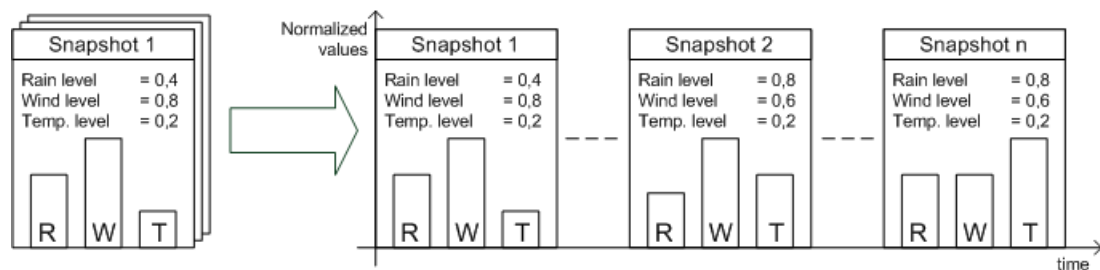 Snapshot 1
Rain level = 0,4
Wind level = 0,8
Temp. level = 0,2
R W T
Normalized
values
Snapshot 1
Rain level = 0,4
Wind level = 0,8
Temp. level = 0,2
R W T
Snapshot 2
Rain level = 0,8
Wind level = 0,6
Temp. level = 0,2
R W T
Snapshot n
Rain level = 0,8
Wind level = 0,6
Temp. level = 0,2
R W T
time